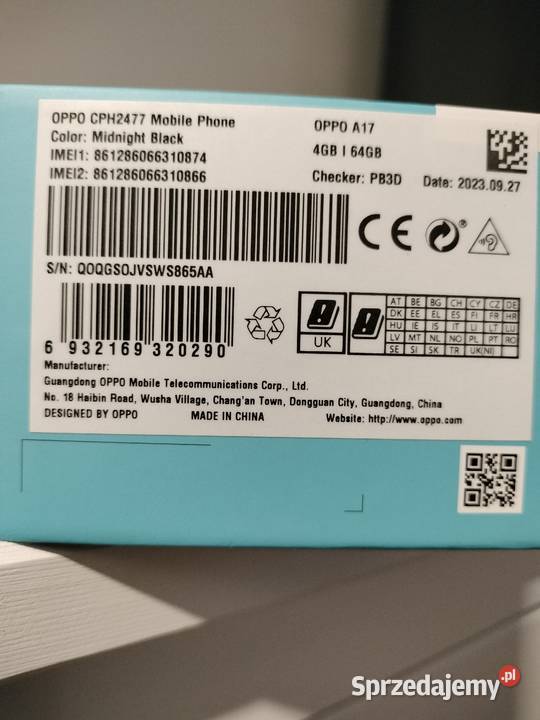 OPPO CPH2477 Mobile Phone
OPPO A17
Color: Midnight Black
4GB | 64GB
IMEI1: 861286066310874
IMEI2: 861286066310866
Checker: PB3D
Date: 2023.09.27
CE
S/N: QOQGSOJVSWS865AA
6 932169 320290
UK
AT BE BG CH CY CZ DE
DK EE EL ES FI FR HR
HU IE IS IT LI LT LU
LV MT NL NO PL PT RO
SE SI SK TR UK(NI)
Manufacturer:
Guangdong OPPO Mobile Telecommunications Corp., Ltd.
No. 18 Haibin Road, Wusha Village, Chang'an Town, Dongguan City, Guangdong, China
DESIGNED BY OPPO
MADE IN CHINA
Website: http://www.oppo.com
Sprzedajemy.pl